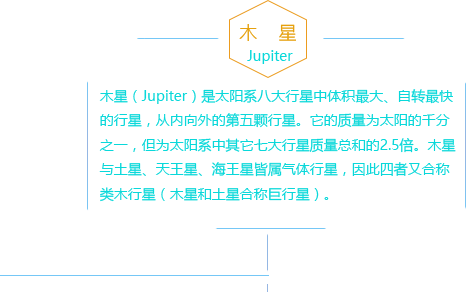 木 星
Jupiter
木星（Jupiter）是太阳系八大行星中体积最大、自转最快
的行星，从内向外的第五颗行星。它的质量为太阳的千分
之一，但为太阳系中其它七大行星质量总和的2.5倍。木星
与土星、天王星、海王星皆属气体行星，因此四者又合称
类木行星（木星和土星合称巨行星）。